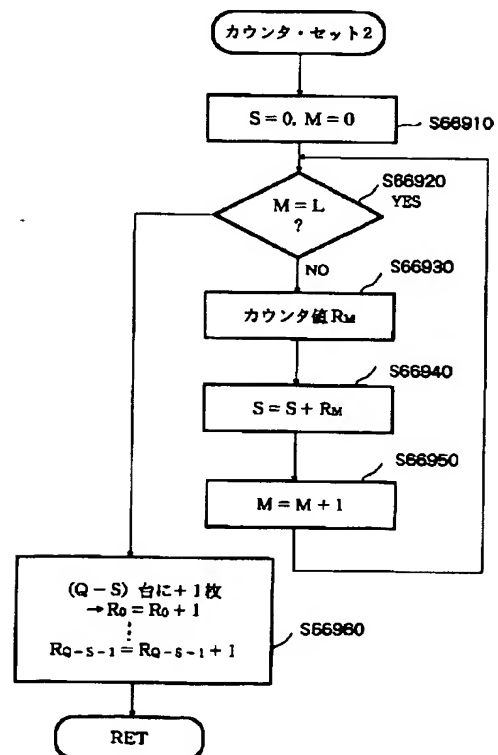 カウンタ・セット2
S=0, M=0
S66910
S66920
M=L
?
YES
NO
S66930
カウンタ値RM
S66940
S=S+RM
S66950
M=M+1
(Q-S) 台に+1枚
→R0=R0+1
⋮
RQ-S-1=RQ-S-1+1
S66960
RET